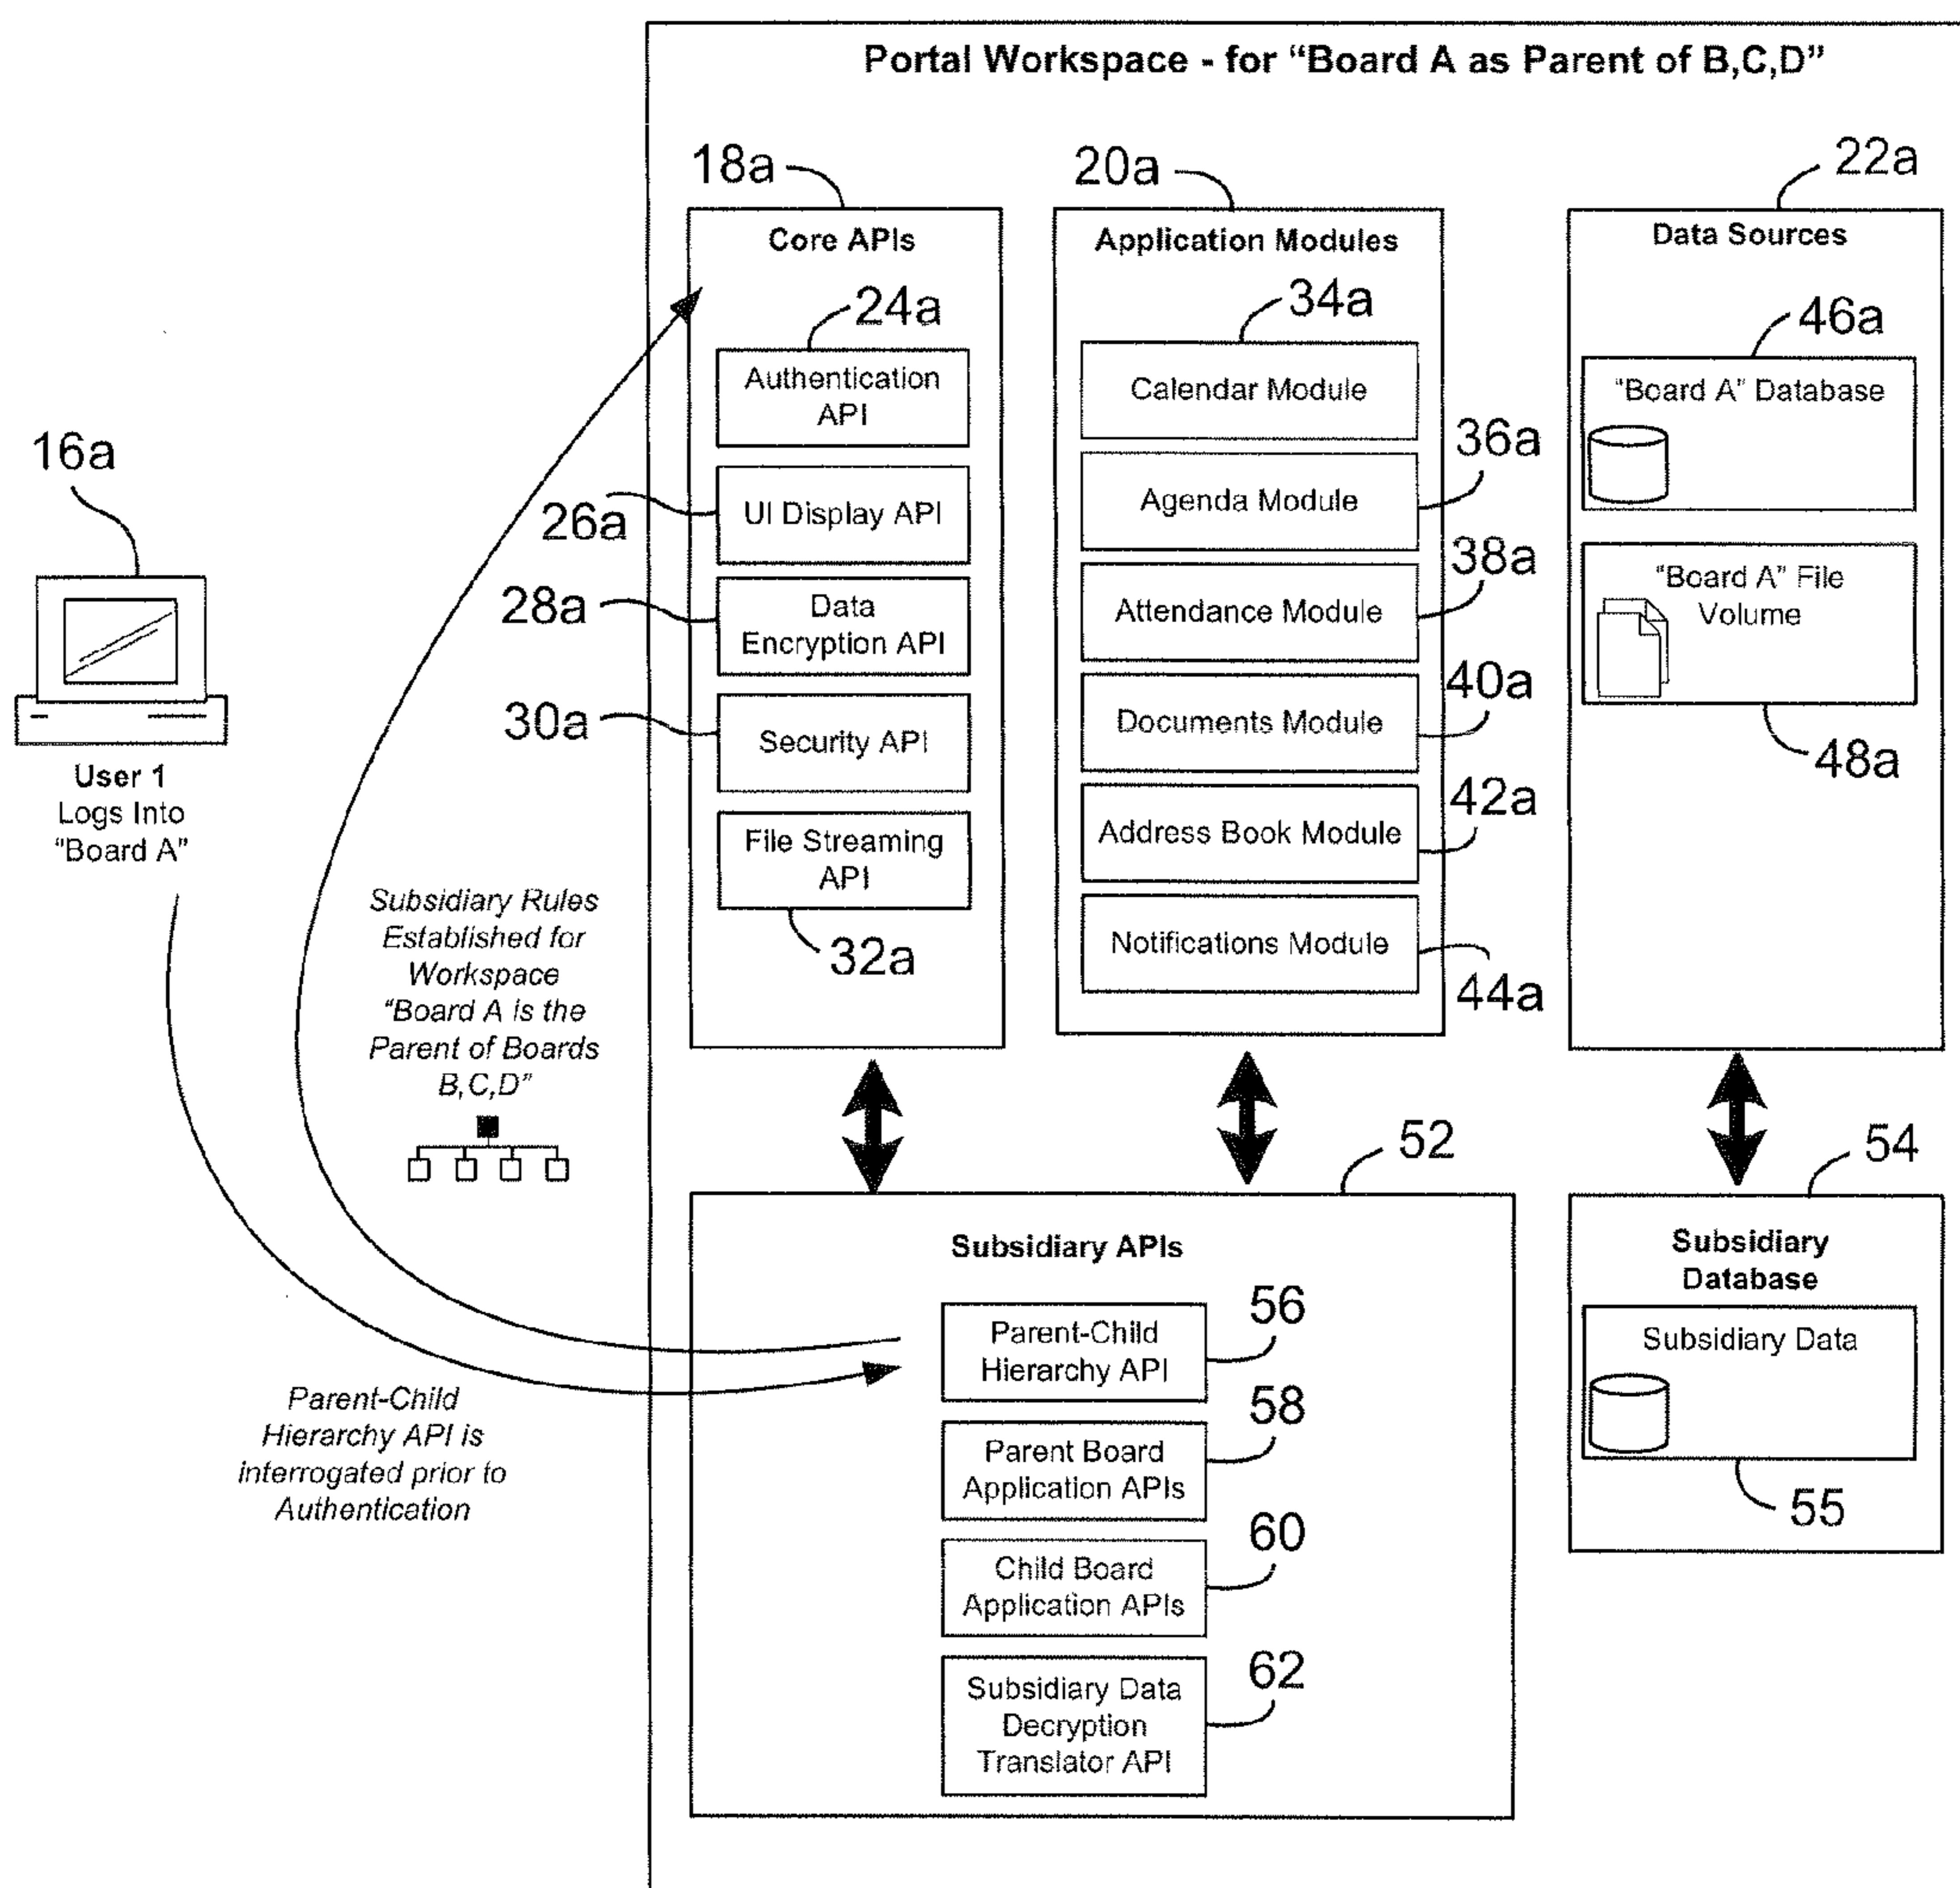 Portal Workspace - for “Board A as Parent of B,C,D”
18a
20a
22a
Core APIs
Application Modules
Data Sources
24a
Authentication
API
26a
UI Display API
28a
Data
Encryption API
30a
Security API
File Streaming
API
32a
34a
Calendar Module
36a
Agenda Module
38a
Attendance Module
40a
Documents Module
42a
Address Book Module
Notifications Module
44a
46a
“Board A” Database
“Board A” File
Volume
48a
16a
User 1
Logs Into
“Board A”
Subsidiary Rules
Established for
Workspace
“Board A is the
Parent of Boards
B,C,D”
Parent-Child
Hierarchy API is
interrogated prior to
Authentication
52
Subsidiary APIs
56
Parent-Child
Hierarchy API
58
Parent Board
Application APIs
60
Child Board
Application APIs
62
Subsidiary Data
Decryption
Translator API
54
Subsidiary
Database
Subsidiary Data
55